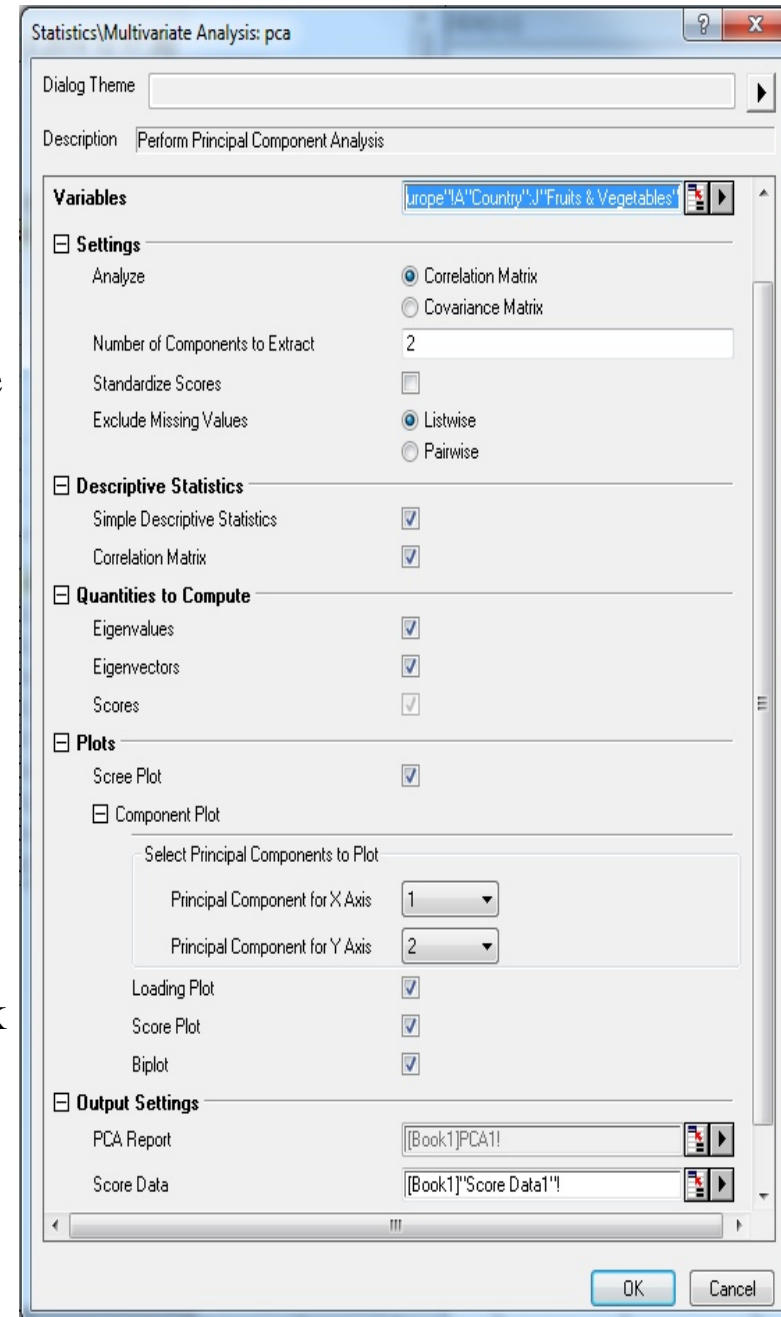 Statistics\Multivariate Analysis: pca
Dialog Theme
Description Perform Principal Component Analysis
Variables urope"!A"Country":J"Fruits & Vegetables"
Settings
Analyze Correlation Matrix
Covariance Matrix
Number of Components to Extract 2
Standardize Scores
Exclude Missing Values Listwise
Pairwise
Descriptive Statistics
Simple Descriptive Statistics
Correlation Matrix
Quantities to Compute
Eigenvalues
Eigenvectors
Scores
Plots
Scree Plot
Component Plot
Select Principal Components to Plot
Principal Component for X Axis 1
Principal Component for Y Axis 2
Loading Plot
Score Plot
Biplot
Output Settings
PCA Report [Book1]PCA1!
Score Data [Book1]"Score Data1"!
OK Cancel